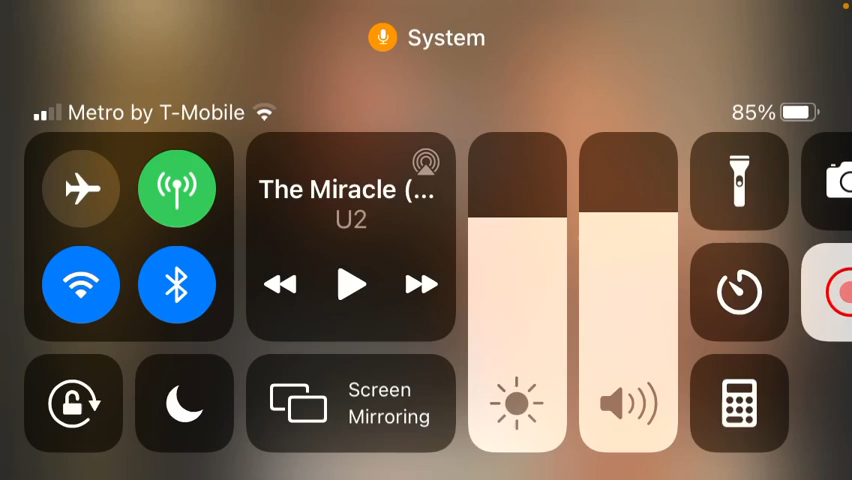 System
Metro by T-Mobile
85%
The Miracle (...
U2
Screen
Mirroring